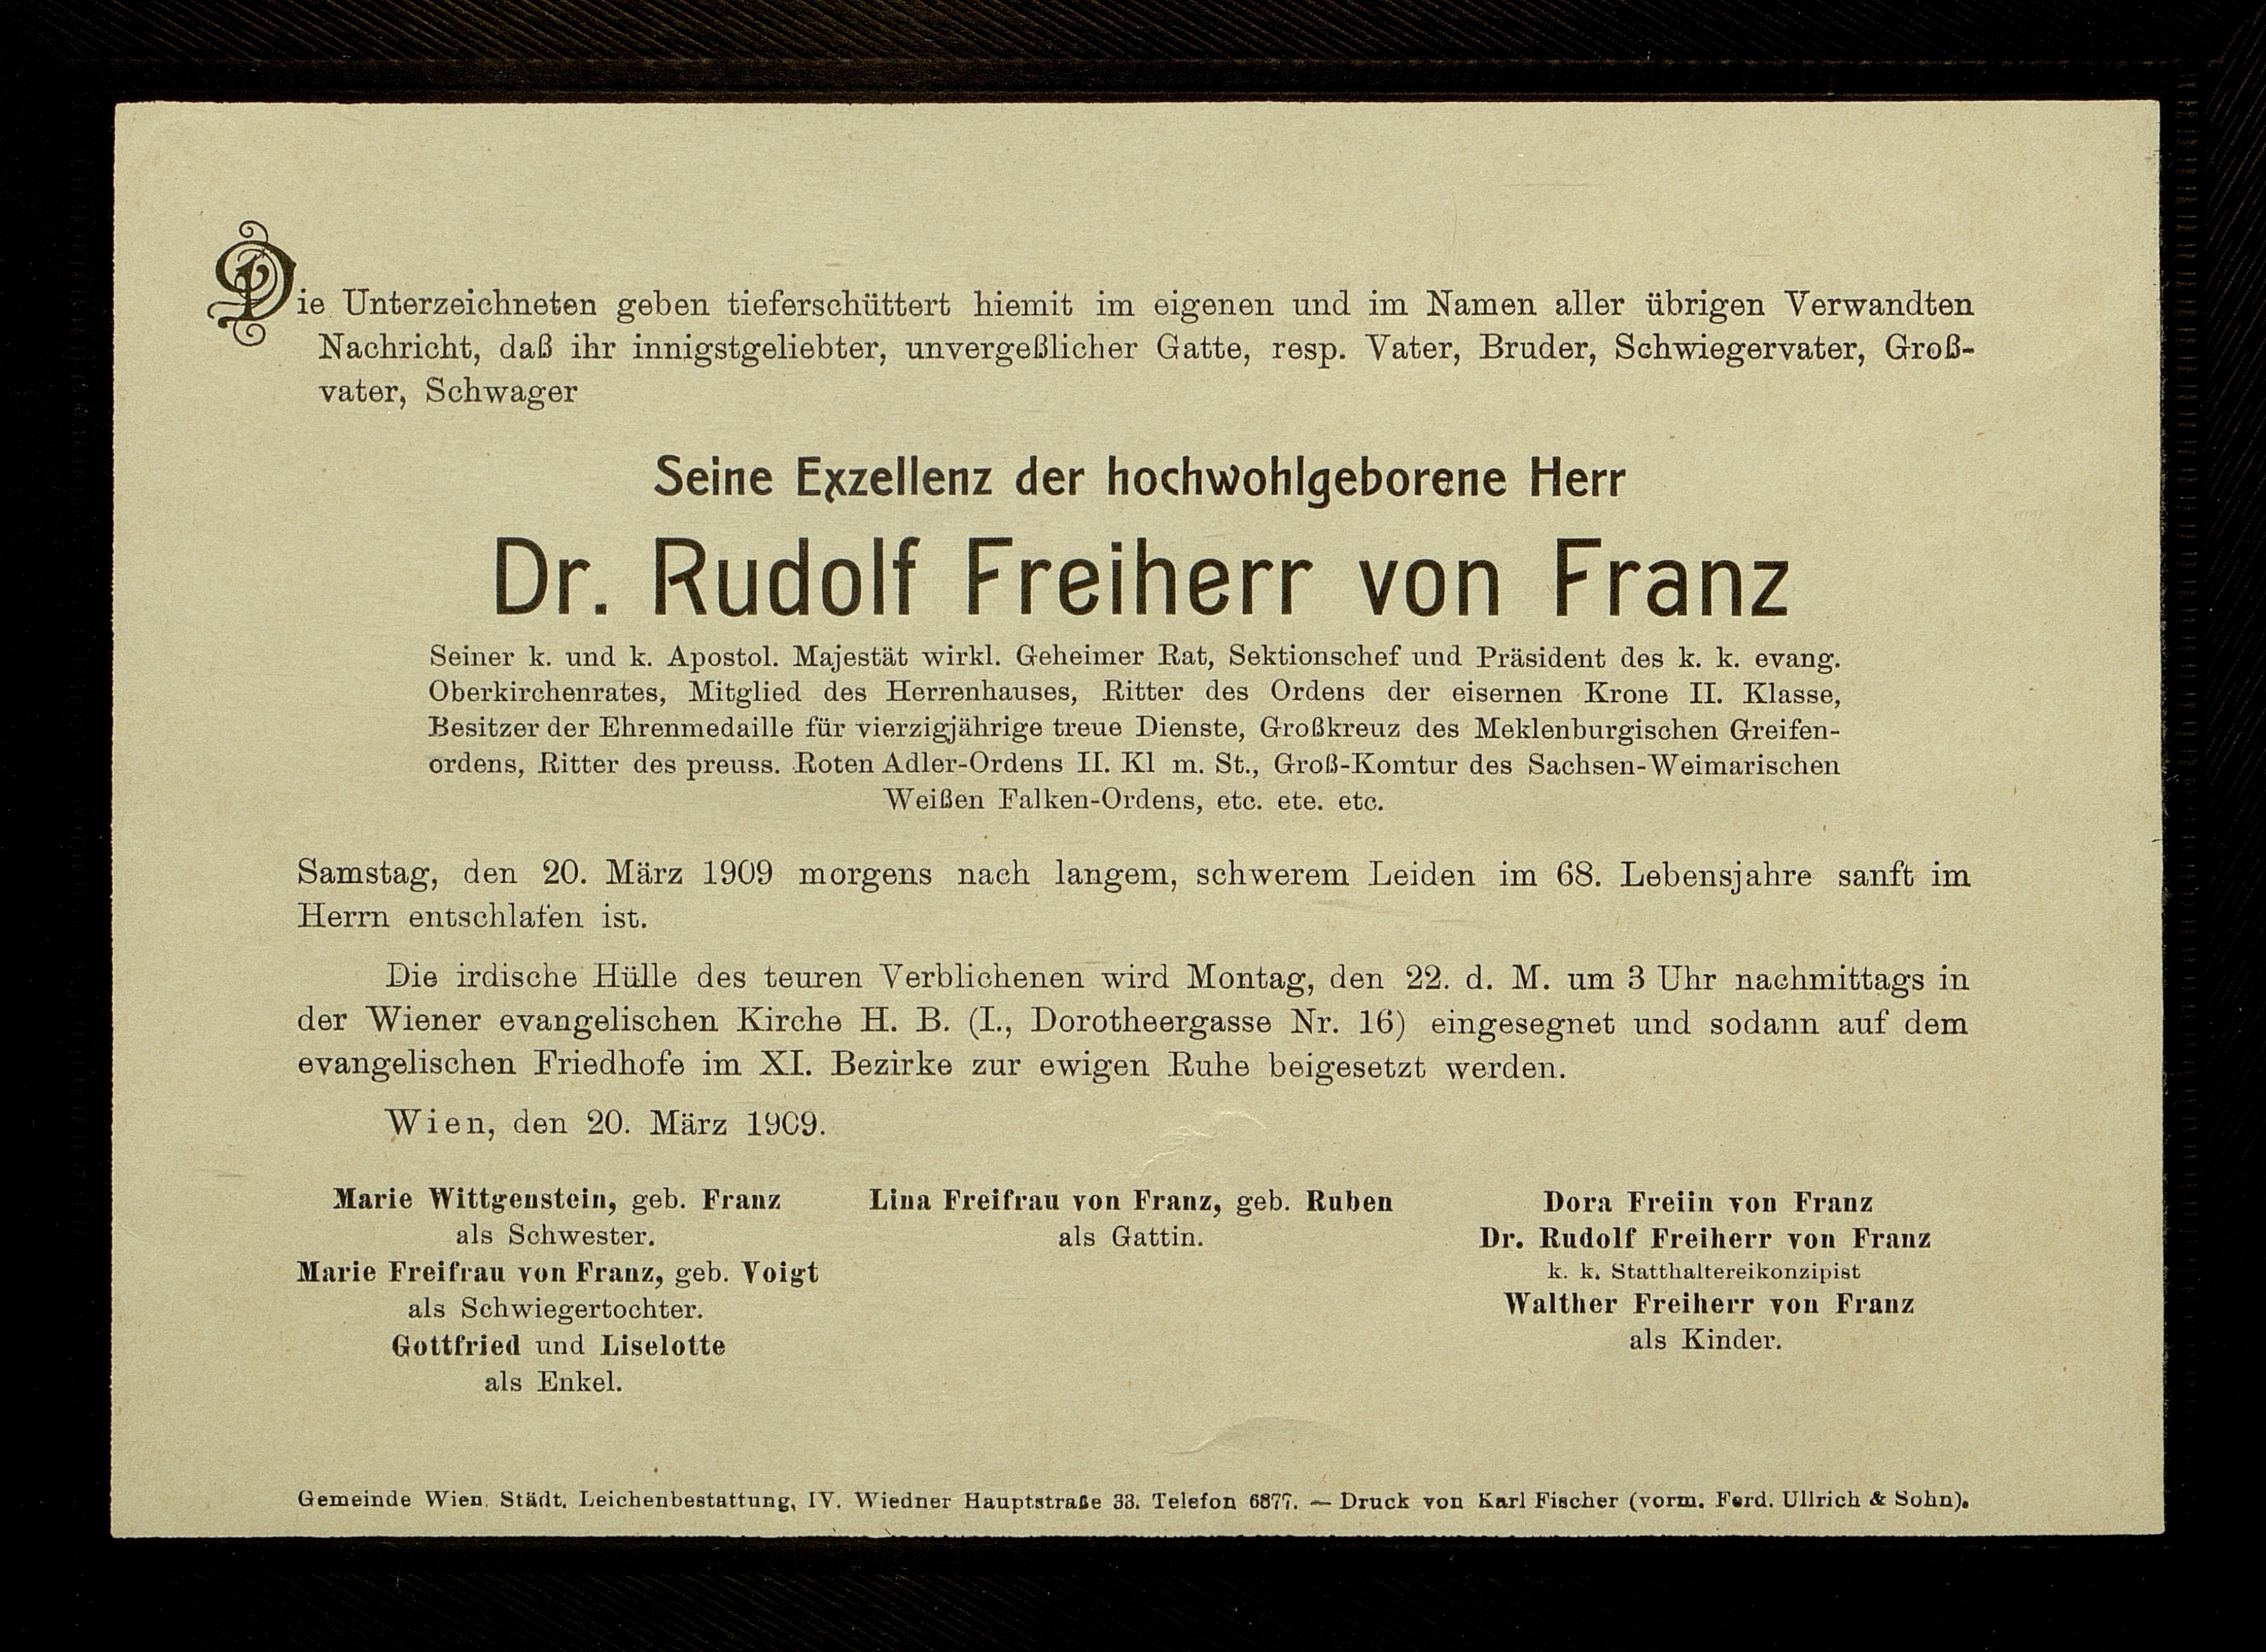 Die Unterzeichneten geben tieferschüttert hiemit im eigenen und im Namen aller übrigen Verwandten
Nachricht, daß ihr innigstgeliebter, unvergeßlicher Gatte, resp. Vater, Bruder, Schwiegervater, Groß-
vater, Schwager
Seine Exzellenz der hochwohlgeborene Herr
Dr. Rudolf Freiherr von Franz
Seiner k. und k. Apostol. Majestät wirkl. Geheimer Rat, Sektionschef und Präsident des k. k. evang.
Oberkirchenrates, Mitglied des Herrenhauses, Ritter des Ordens der eisernen Krone II. Klasse,
Besitzer der Ehrenmedaille für vierzigjährige treue Dienste, Großkreuz des Meklenburgischen Greifen-
ordens, Ritter des preuss. Roten Adler-Ordens II. Kl m. St., Groß-Komtur des Sachsen-Weimarischen
Weißen Falken-Ordens, etc. ete. etc.
Samstag, den 20. März 1909 morgens nach langem, schwerem Leiden im 68. Lebensjahre sanft im
Herrn entschlafen ist.
Die irdische Hülle des teuren Verblichenen wird Montag, den 22. d. M. um 3 Uhr nachmittags in
der Wiener evangelischen Kirche H. B. (I., Dorotheergasse Nr. 16) eingesegnet und sodann auf dem
evangelischen Friedhofe im XI. Bezirke zur ewigen Ruhe beigesetzt werden.
Wien, den 20. März 1909.
Marie Wittgenstein, geb. Franz
als Schwester.
Marie Freifrau von Franz, geb. Voigt
als Schwiegertochter.
Gottfried und Liselotte
als Enkel.
Lina Freifrau von Franz, geb. Ruben
als Gattin.
Dora Freiin von Franz
Dr. Rudolf Freiherr von Franz
k. k. Statthaltereikonzipist
Walther Freiherr von Franz
als Kinder.
Gemeinde Wien. Städt. Leichenbestattung, IV. Wiedner Hauptstraße 33. Telefon 6877. — Druck von Karl Fischer (vorm. Ferd. Ullrich & Sohn).